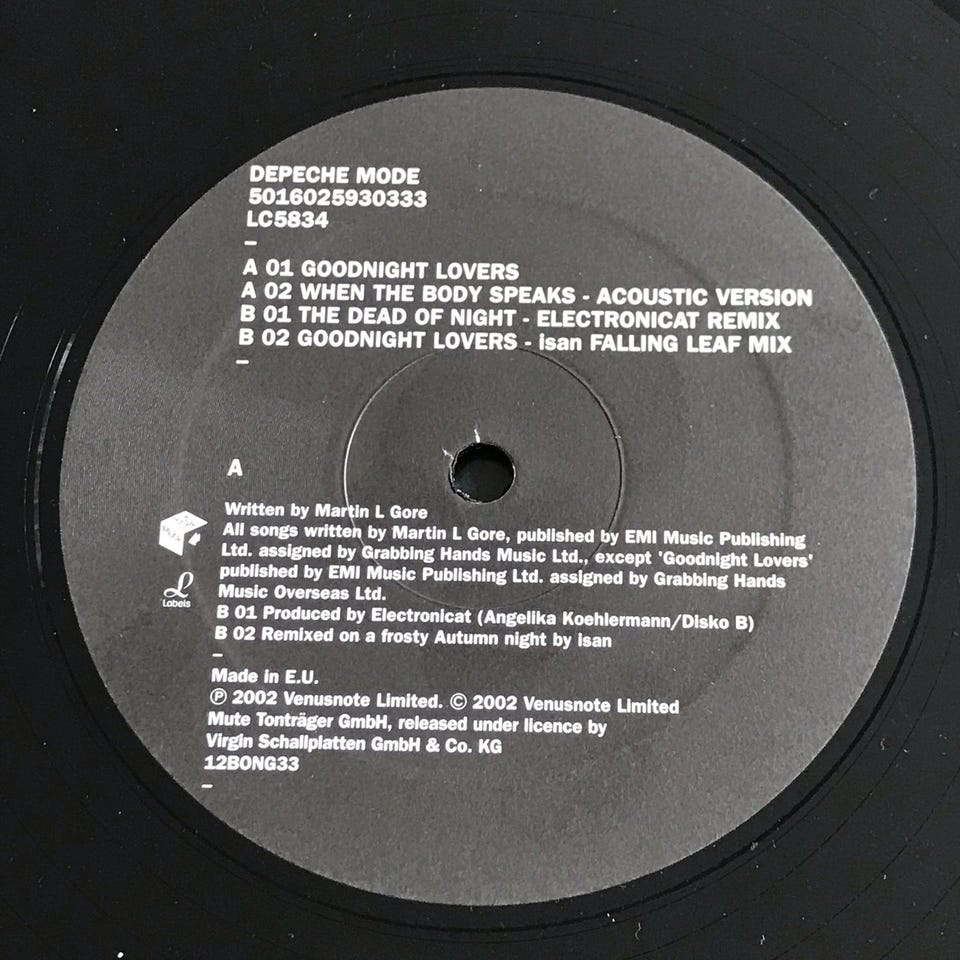 DEPECHE MODE
5016025930333
LC5834
–
A 01 GOODNIGHT LOVERS
A 02 WHEN THE BODY SPEAKS - ACOUSTIC VERSION
B 01 THE DEAD OF NIGHT - ELECTRONICAT REMIX
B 02 GOODNIGHT LOVERS - isan FALLING LEAF MIX
–
A
Written by Martin L Gore
All songs written by Martin L Gore, published by EMI Music Publishing
Ltd. assigned by Grabbing Hands Music Ltd., except 'Goodnight Lovers'
published by EMI Music Publishing Ltd. assigned by Grabbing Hands
Music Overseas Ltd.
B 01 Produced by Electronicat (Angelika Koehlermann/Disko B)
B 02 Remixed on a frosty Autumn night by isan
–
Made in E.U.
℗ 2002 Venusnote Limited. © 2002 Venusnote Limited
Mute Tonträger GmbH, released under licence by
Virgin Schallplatten GmbH & Co. KG
12BONG33
–
L
Labels